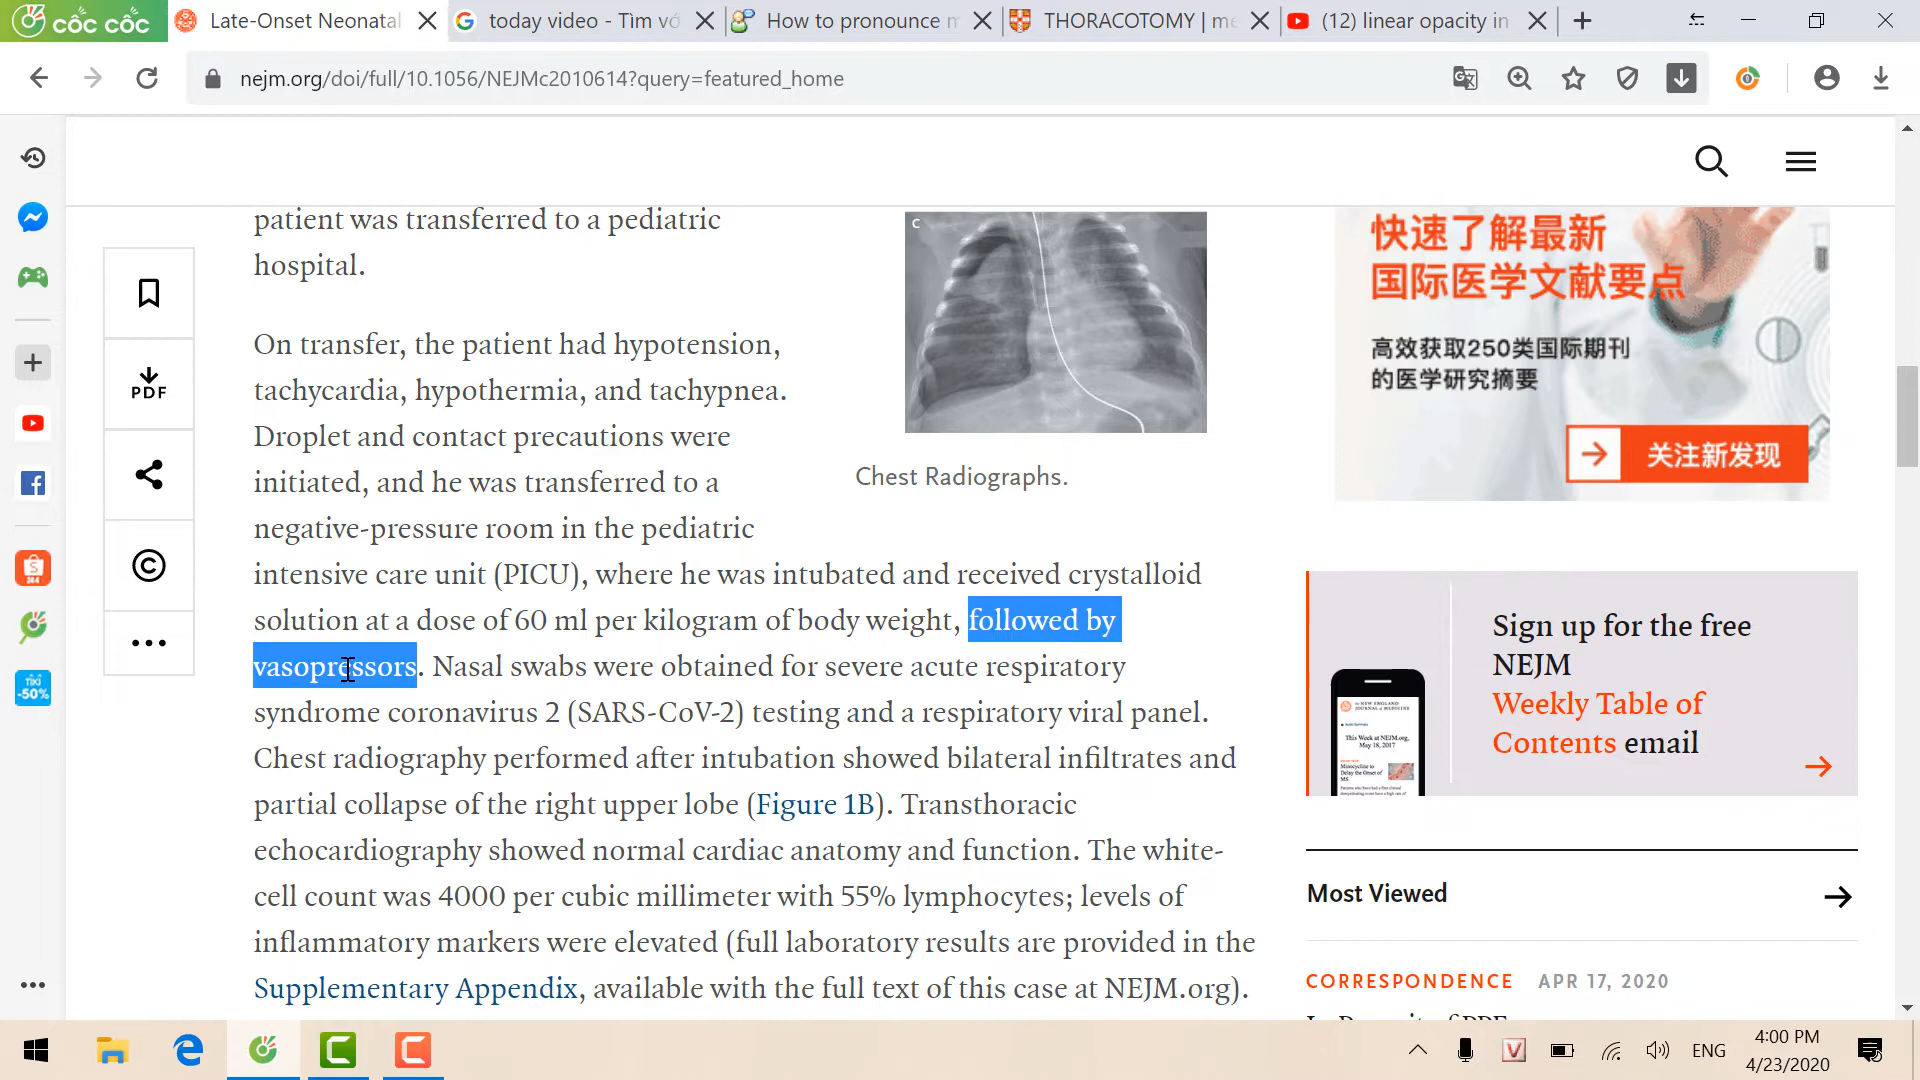 cốc cốc
Late-Onset Neonatal
today video - Tìm vớ
How to pronounce m
THORACOTOMY | me
(12) linear opacity in
nejm.org/doi/full/10.1056/NEJMc2010614?query=featured_home
patient was transferred to a pediatric
hospital.
C
Chest Radiographs.
On transfer, the patient had hypotension,
tachycardia, hypothermia, and tachypnea.
Droplet and contact precautions were
initiated, and he was transferred to a
negative-pressure room in the pediatric
intensive care unit (PICU), where he was intubated and received crystalloid
solution at a dose of 60 ml per kilogram of body weight, followed by
vasopressors. Nasal swabs were obtained for severe acute respiratory
syndrome coronavirus 2 (SARS-CoV-2) testing and a respiratory viral panel.
Chest radiography performed after intubation showed bilateral infiltrates and
partial collapse of the right upper lobe (Figure 1B). Transthoracic
echocardiography showed normal cardiac anatomy and function. The white-
cell count was 4000 per cubic millimeter with 55% lymphocytes; levels of
inflammatory markers were elevated (full laboratory results are provided in the
Supplementary Appendix, available with the full text of this case at NEJM.org).
PDF
TIKI
-50%
快速了解最新
国际医学文献要点
高效获取250类国际期刊
的医学研究摘要
关注新发现
Sign up for the free
NEJM
Weekly Table of
Contents email
This Week at NEJM.org,
May 18, 2017
Most Viewed
CORRESPONDENCE APR 17, 2020
ENG
4:00 PM
4/23/2020